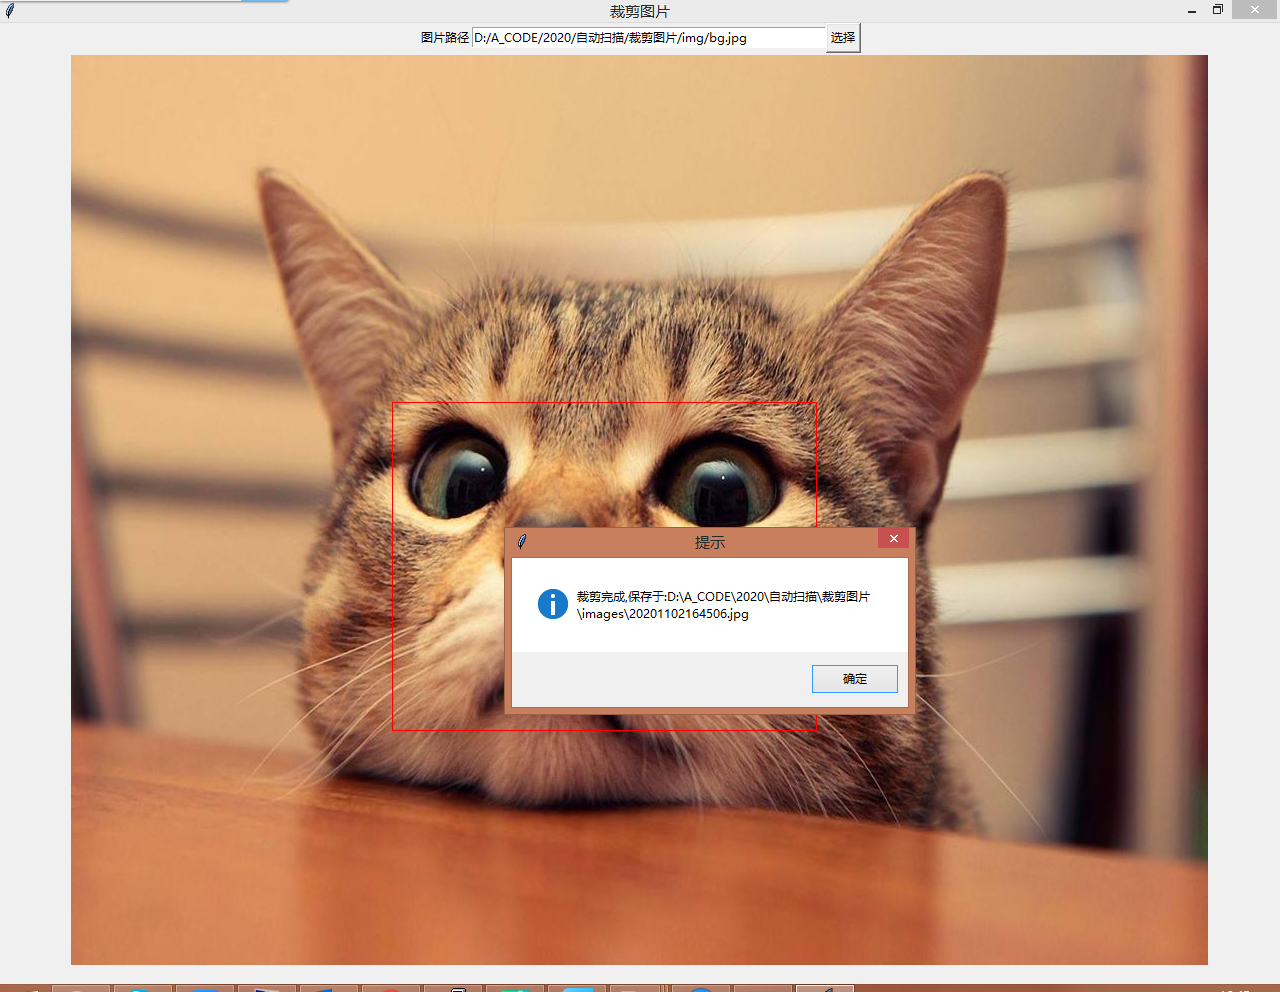 裁剪图片
图片路径 D:/A_CODE/2020/自动扫描/裁剪图片/img/bg.jpg 选择
提示
裁剪完成,保存于:D:\A_CODE\2020\自动扫描\裁剪图片
\images\20201102164506.jpg
确定